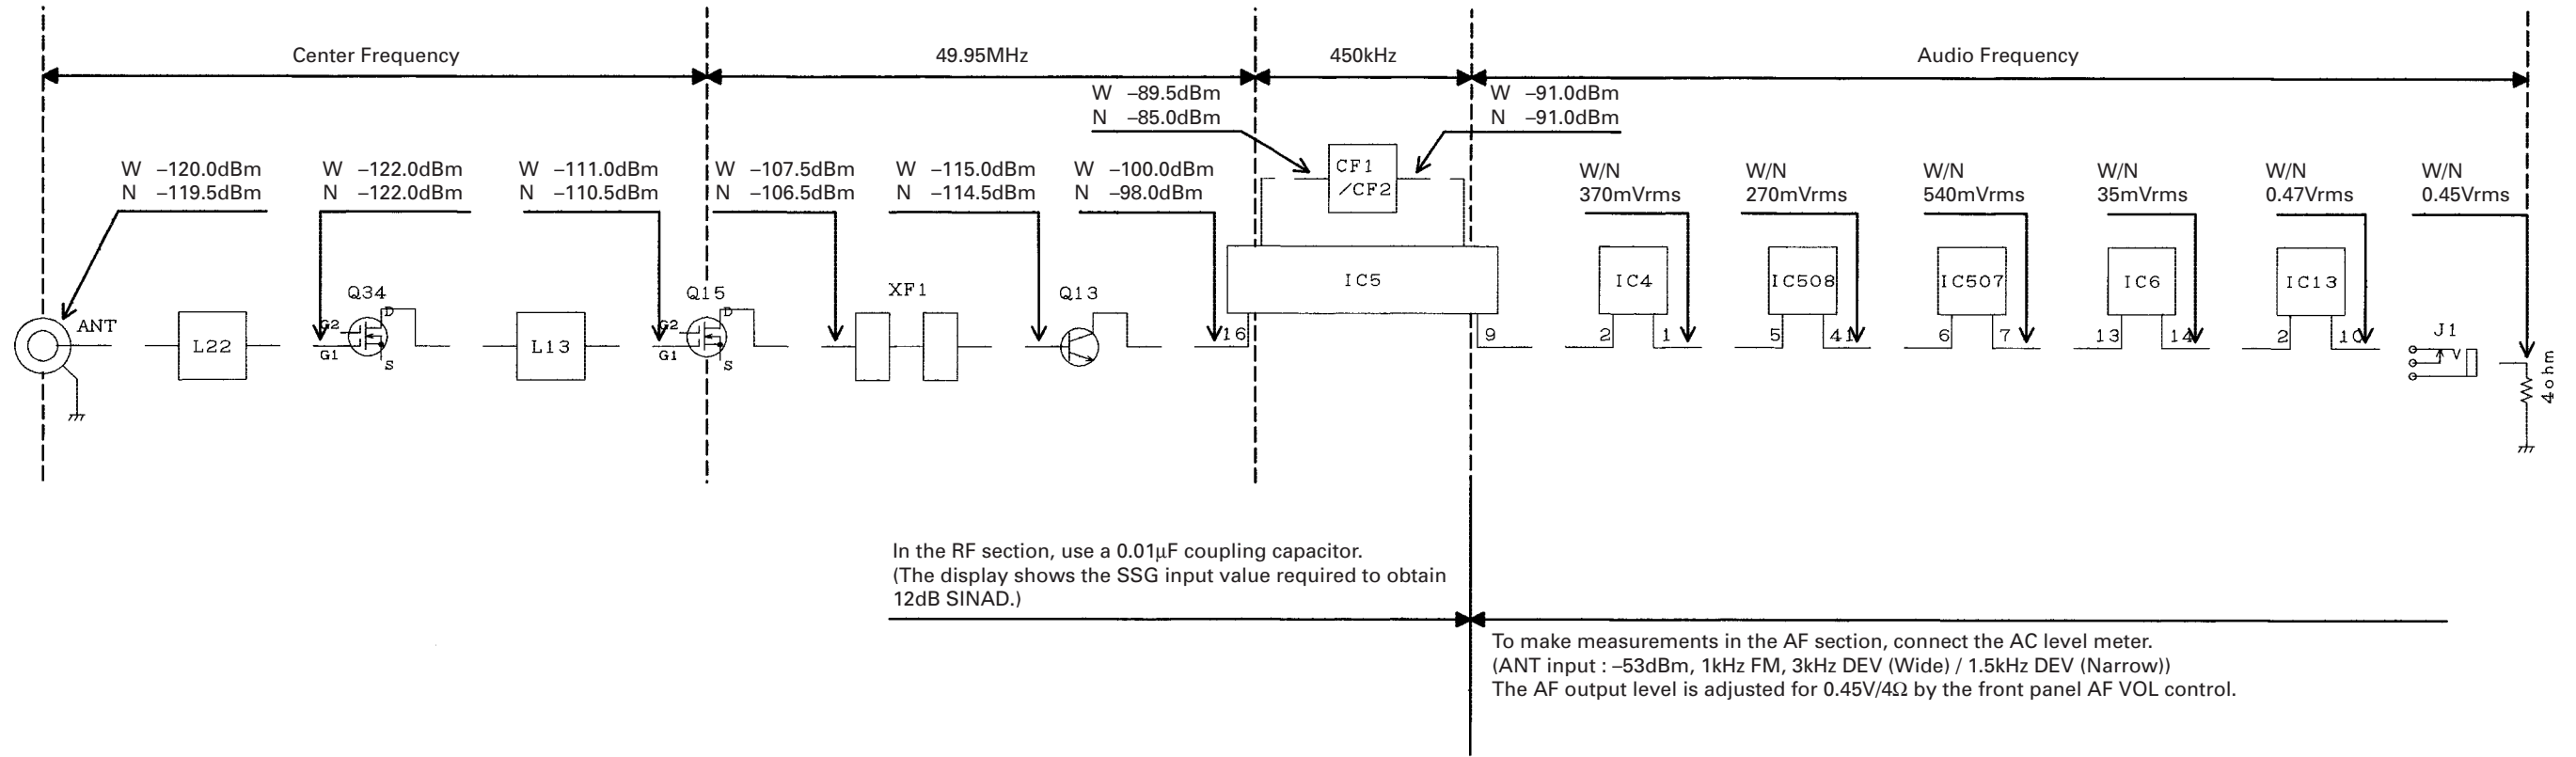 Center Frequency
49.95MHz
450kHz
Audio Frequency
W –89.5dBm
N –85.0dBm
W –91.0dBm
N –91.0dBm
W –120.0dBm
N –119.5dBm
W –122.0dBm
N –122.0dBm
W –111.0dBm
N –110.5dBm
W –107.5dBm
N –106.5dBm
W –115.0dBm
N –114.5dBm
W –100.0dBm
N –98.0dBm
CF1
/CF2
W/N
370mVrms
W/N
270mVrms
W/N
540mVrms
W/N
35mVrms
W/N
0.47Vrms
W/N
0.45Vrms
ANT
L22
Q34
G2
G1
D
S
L13
Q15
G2
G1
D
S
XF1
Q13
16
IC5
9
IC4
2
1
IC508
5
41
IC507
6
7
IC6
13
14
IC13
2
10
J1
4ohm
In the RF section, use a 0.01µF coupling capacitor.
(The display shows the SSG input value required to obtain
12dB SINAD.)
To make measurements in the AF section, connect the AC level meter.
(ANT input : –53dBm, 1kHz FM, 3kHz DEV (Wide) / 1.5kHz DEV (Narrow))
The AF output level is adjusted for 0.45V/4Ω by the front panel AF VOL control.